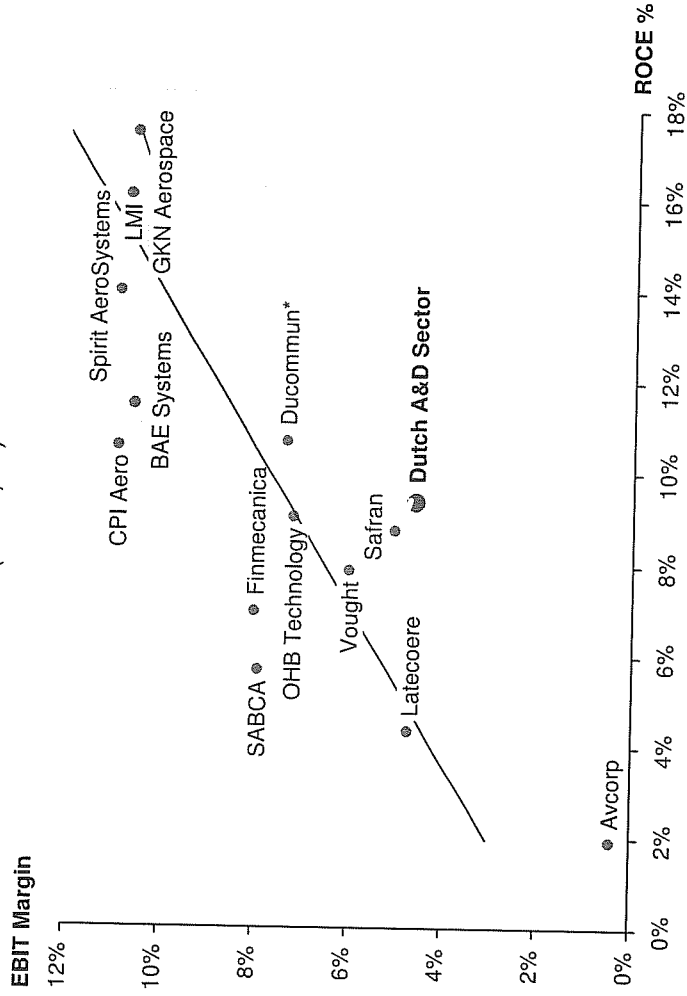 EBIT Margin
12%
10%
8%
6%
4%
2%
0%
CPI Aero
Spirit AeroSystems
BAE Systems
LMI
GKN Aerospace
SABCA
Finmecanica
Ducommun*
OHB Technology
Vought
Safran
Dutch A&D Sector
Latecoere
Avcorp
0%
2%
4%
6%
8%
10%
12%
14%
16%
18%
ROCE %